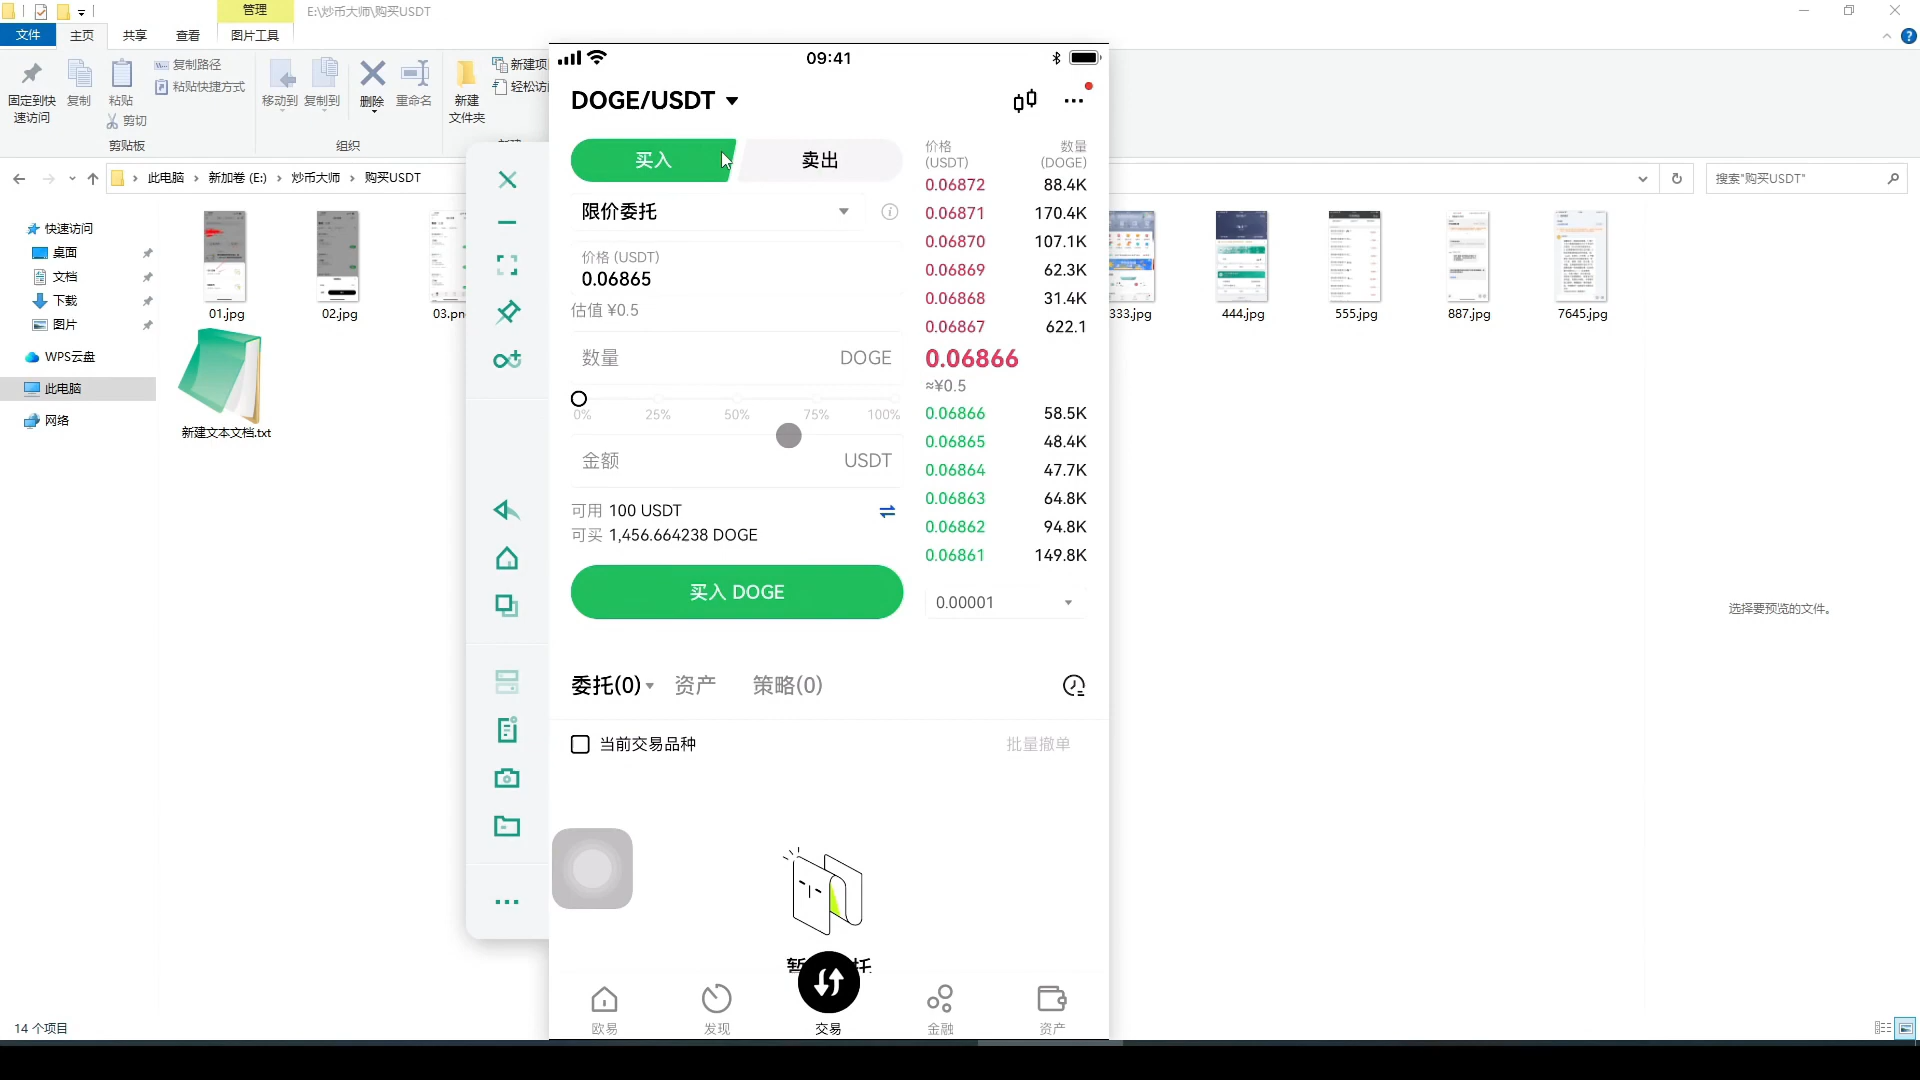 管理
E:\炒币大师\购买USDT
文件
主页
共享
查看
图片工具
固定到快
速访问
复制
粘贴
复制路径
粘贴快捷方式
剪切
剪贴板
移动到
复制到
删除
重命名
组织
新建
文件夹
新建项
轻松访
此电脑
新加卷 (E:)
炒币大师
购买USDT
搜索"购买USDT"
快速访问
桌面
文档
下载
图片
WPS云盘
此电脑
网络
01.jpg
02.jpg
03.pn
333.jpg
444.jpg
555.jpg
887.jpg
7645.jpg
新建文本文档.txt
选择要预览的文件。
14 个项目
09:41
DOGE/USDT
买入
卖出
限价委托
价格 (USDT)
0.06865
估值 ¥0.5
数量
DOGE
0%
25%
50%
75%
100%
金额
USDT
可用 100 USDT
可买 1,456.664238 DOGE
买入 DOGE
价格
(USDT)
数量
(DOGE)
0.06872 88.4K
0.06871 170.4K
0.06870 107.1K
0.06869 62.3K
0.06868 31.4K
0.06867 622.1
0.06866
≈¥0.5
0.06866 58.5K
0.06865 48.4K
0.06864 47.7K
0.06863 64.8K
0.06862 94.8K
0.06861 149.8K
0.00001
委托(0)
资产
策略(0)
当前交易品种
批量撤单
欧易
发现
交易
金融
资产